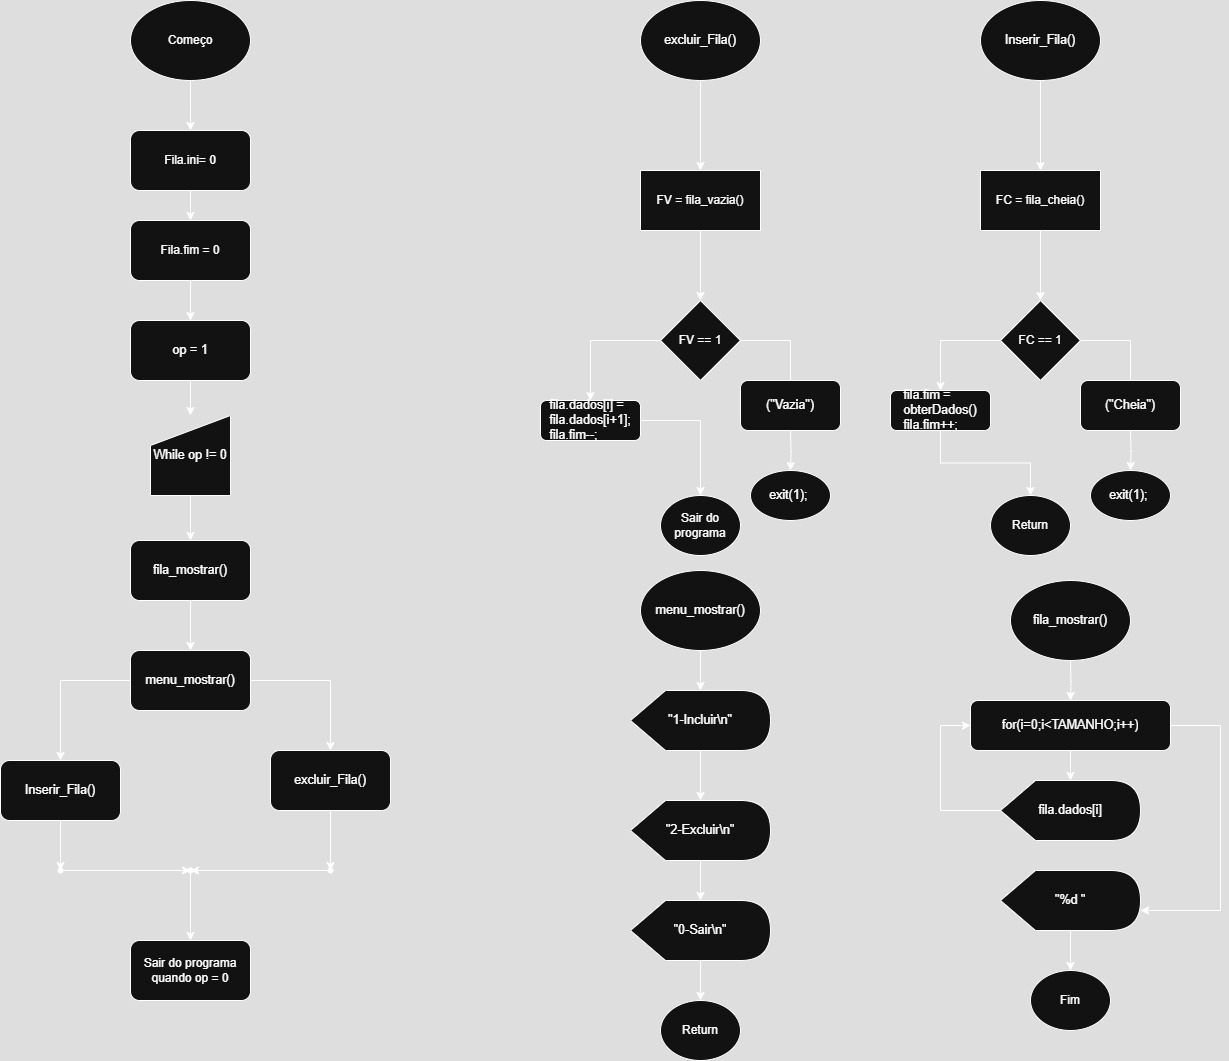 Começo
Fila.ini= 0
Fila.fim = 0
op = 1
While op != 0
fila_mostrar()
menu_mostrar()
Inserir_Fila()
excluir_Fila()
Sair do programa
quando op = 0
excluir_Fila()
FV = fila_vazia()
FV == 1
fila.dados[i] =
fila.dados[i+1];
fila.fim--;
("Vazia")
Sair do
programa
exit(1);
Inserir_Fila()
FC = fila_cheia()
FC == 1
fila.fim =
obterDados()
fila.fim++;
("Cheia")
Return
exit(1);
menu_mostrar()
"1-Incluir\n"
"2-Excluir\n"
"0-Sair\n"
Return
fila_mostrar()
for(i=0;i<TAMANHO;i++)
fila.dados[i]
"%d "
Fim